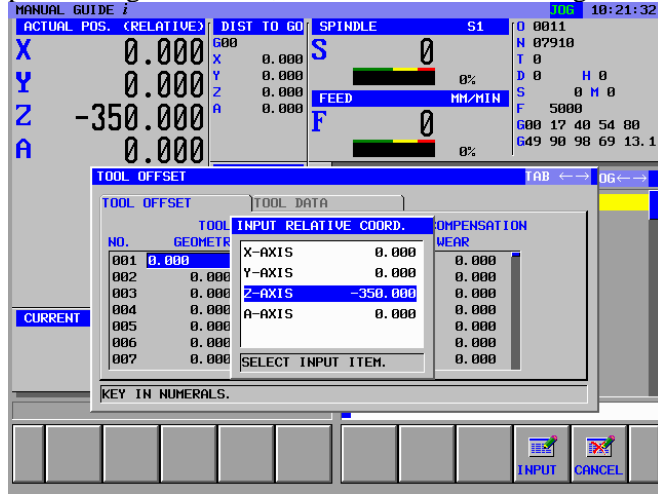 MANUAL GUIDE i JOG 10:21:32
ACTUAL POS. (RELATIVE) DIST TO GO SPINDLE S1 O 0011
X 0.000 G00 S 0 N 07910
X 0.000 T 0
Y 0.000 Y 0.000 0% D 0 H 0
Z 0.000 FEED MM/MIN S 0 M 0
Z -350.000 A 0.000 F 0 F 5000
G00 17 40 54 80
A 0.000 0% G49 90 98 69 13.1
TOOL OFFSET TAB ←→ OG←→
TOOL OFFSET TOOL DATA
TOOL INPUT RELATIVE COORD. OMPENSATION
NO. GEOMETR WEAR
001 0.000 X-AXIS 0.000 0.000
002 0.000 Y-AXIS 0.000 0.000
003 0.000 Z-AXIS -350.000 0.000
004 0.000 A-AXIS 0.000 0.000
CURRENT
005 0.000 0.000
006 0.000 0.000
007 0.000 SELECT INPUT ITEM. 0.000
KEY IN NUMERALS.
INPUT CANCEL